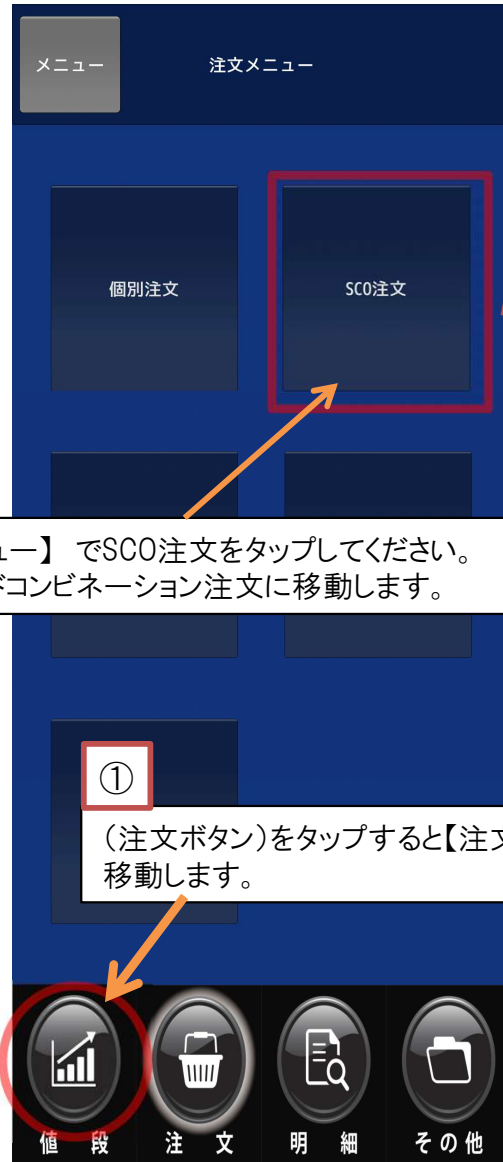 メニュー
注文メニュー
個別注文
SCO注文
ュー】 でSCO注文をタップしてください。
ドコンビネーション注文に移動します。
①
（注文ボタン）をタップすると【注文
移動します。
値 段
注 文
明 細
その他